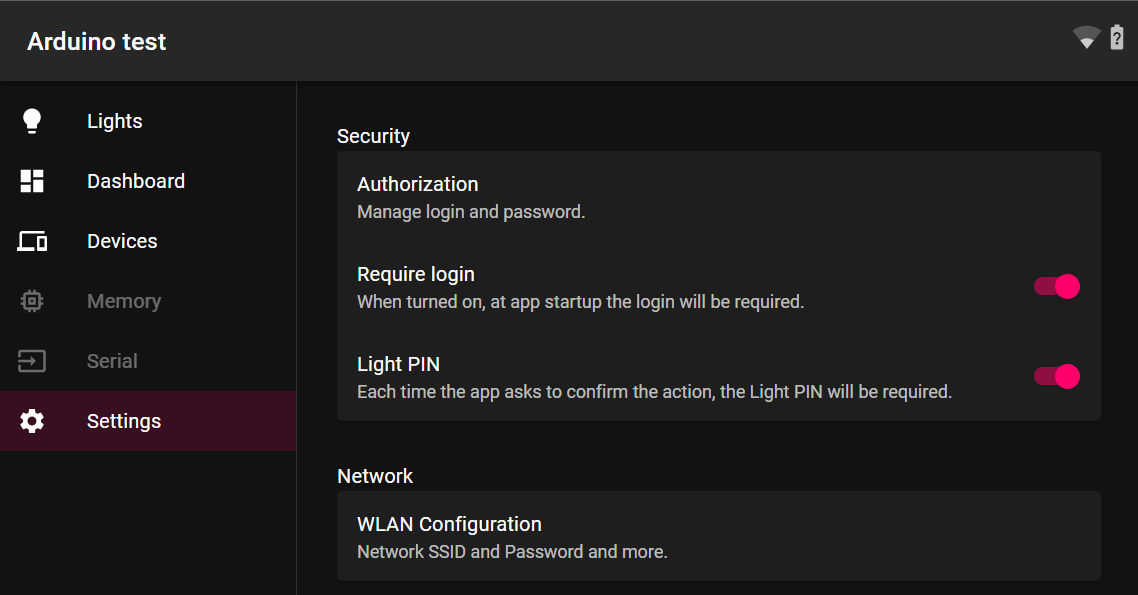 Arduino test
Lights
Dashboard
Devices
Memory
Serial
Settings
Security
Authorization
Manage login and password.
Require login
When turned on, at app startup the login will be required.
Light PIN
Each time the app asks to confirm the action, the Light PIN will be required.
Network
WLAN Configuration
Network SSID and Password and more.